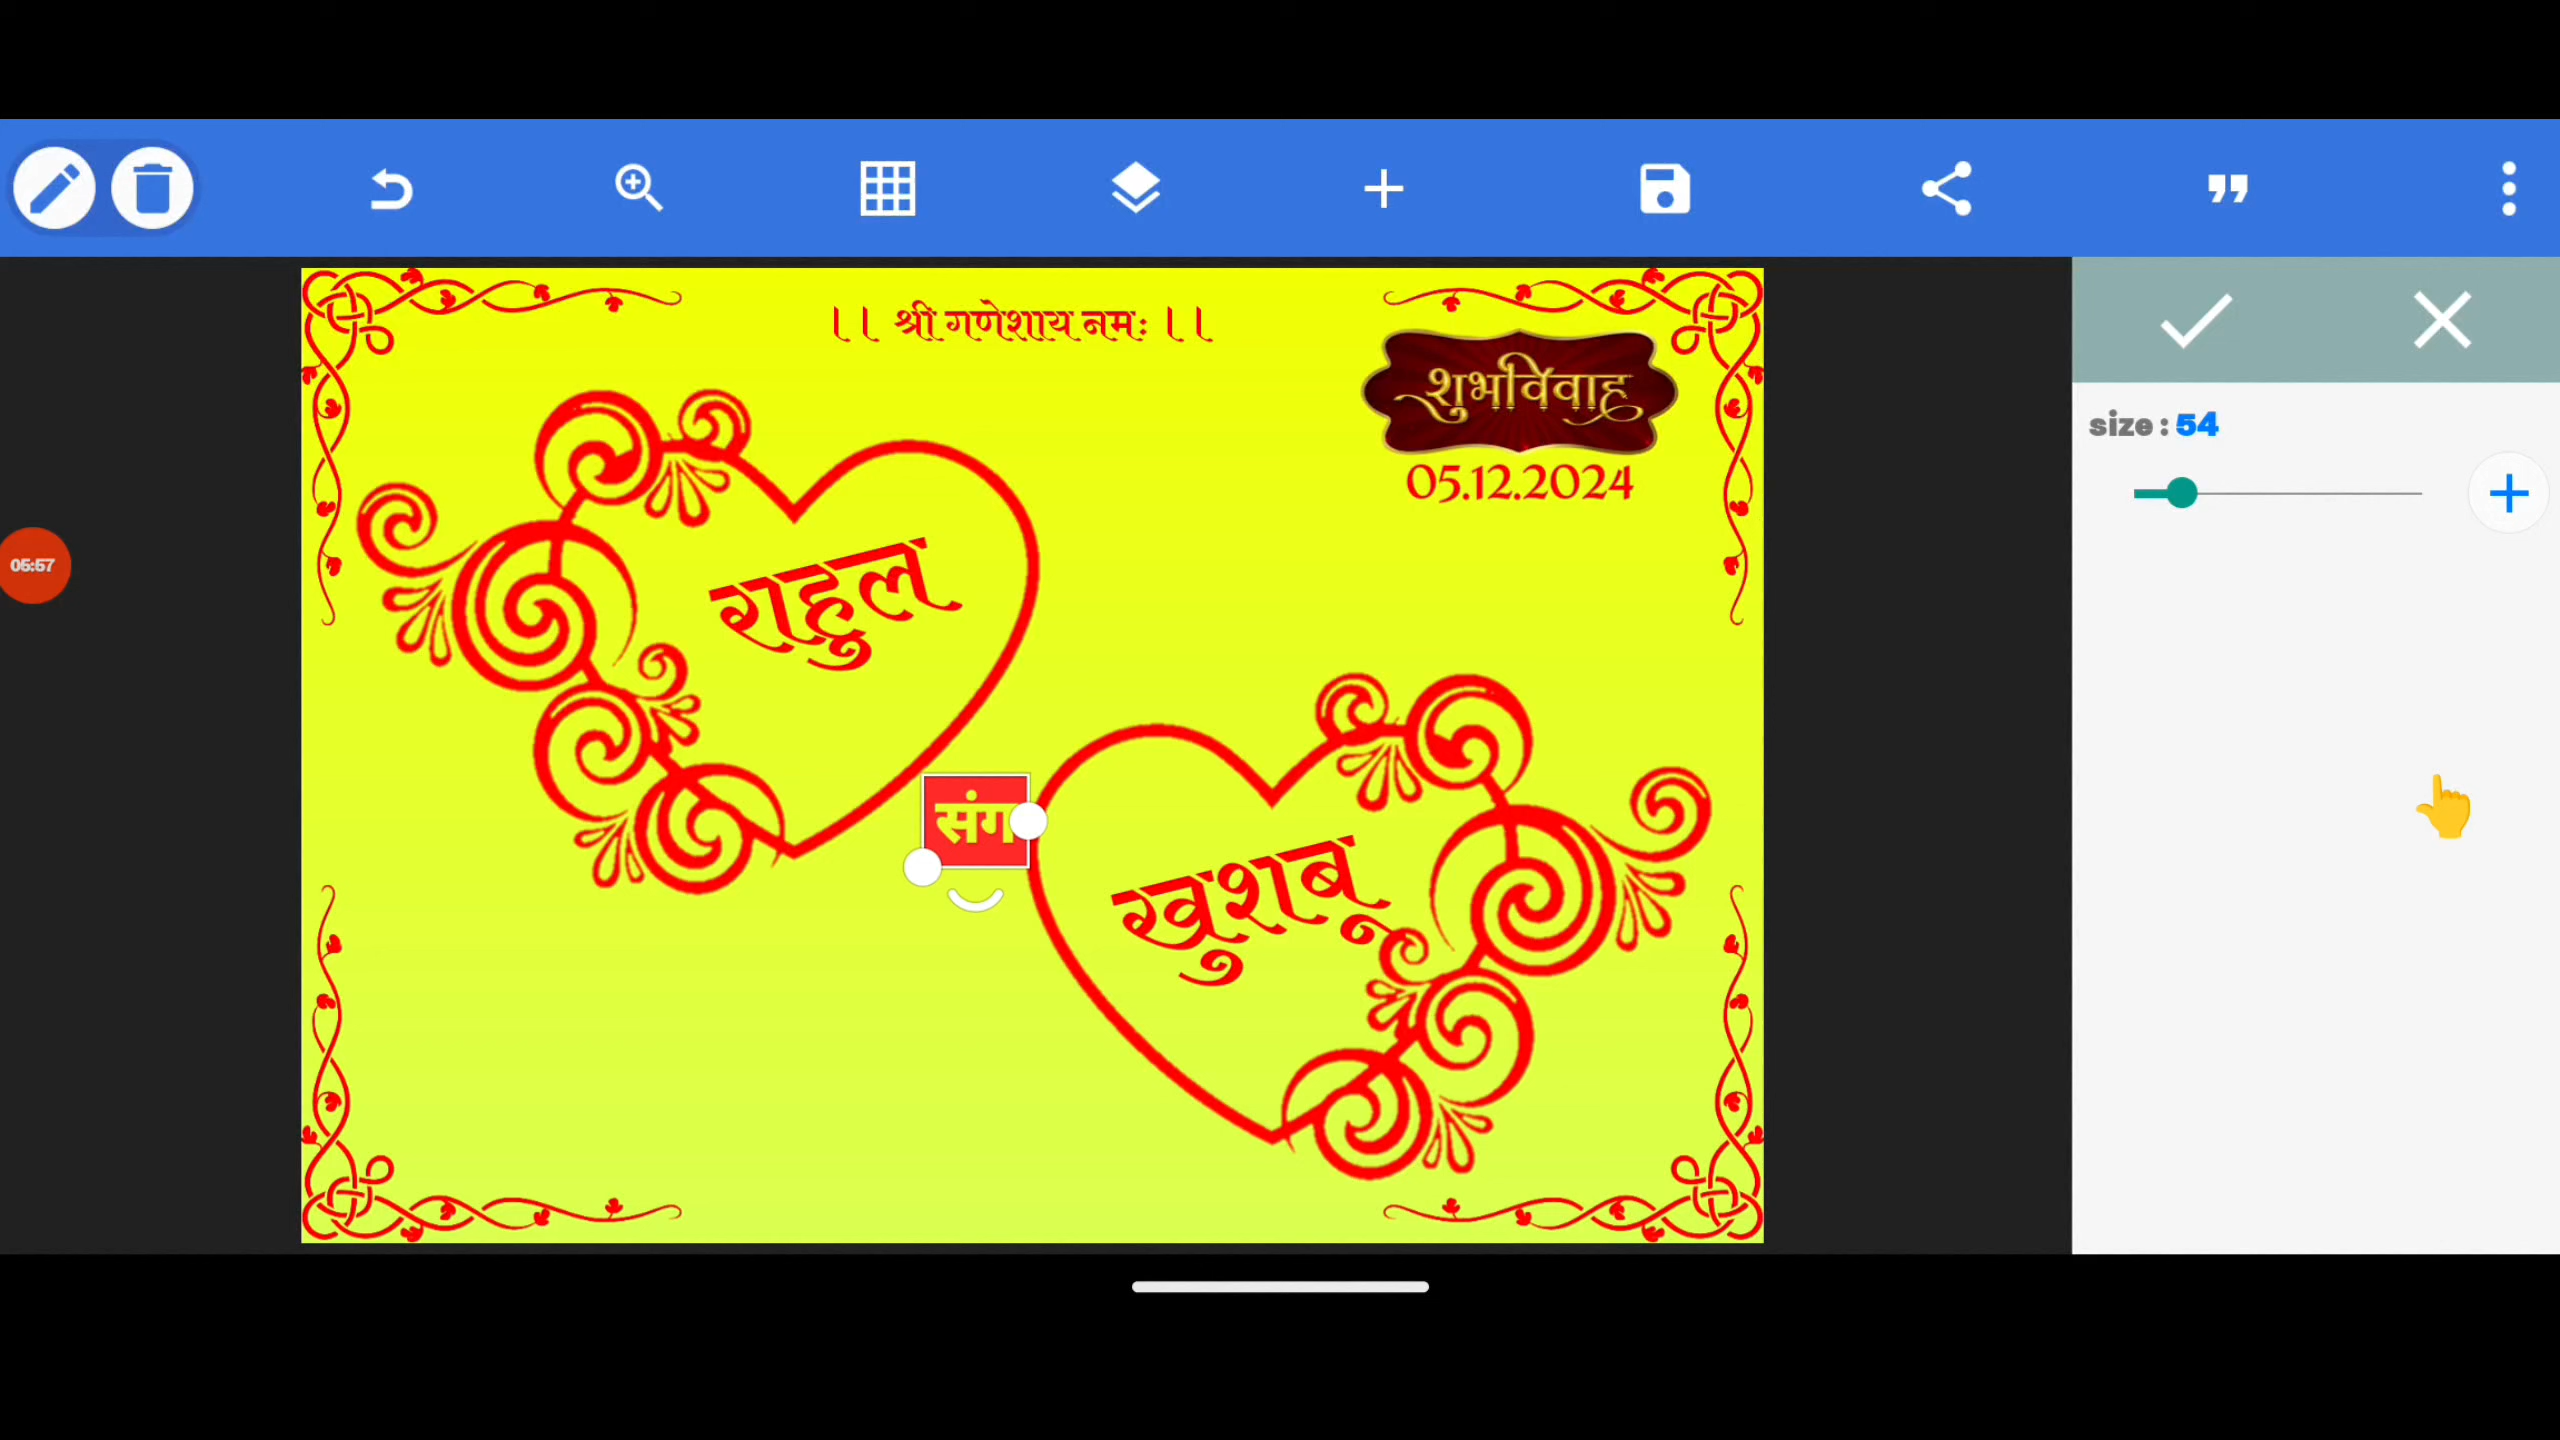 ।। श्री गणेशाय नमः ।।
शुभविवाह
05.12.2024
size : 54
05:57
राहुल
संग
खुशबू